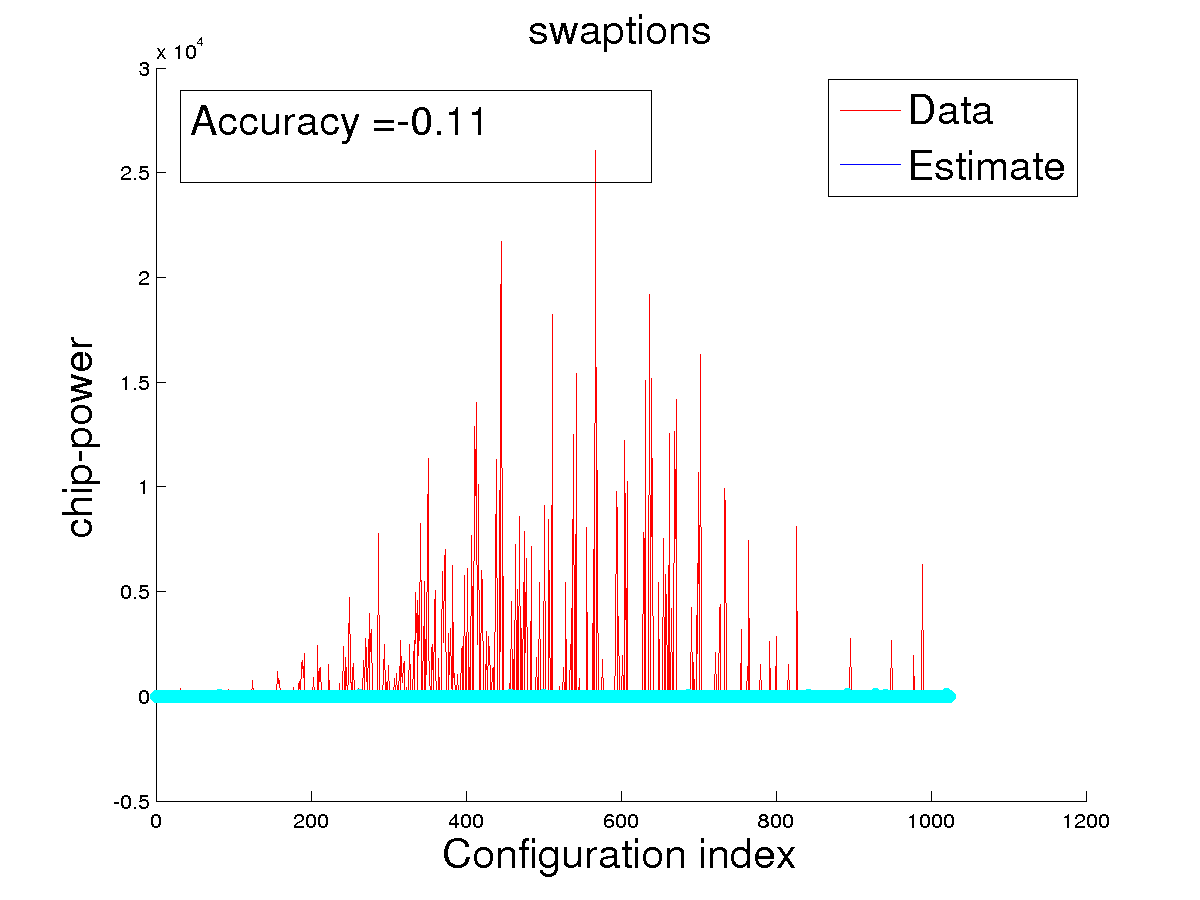 swaptions
x 10^4
Accuracy =-0.11
Data
Estimate
3
2.5
2
1.5
1
0.5
0
-0.5
chip-power
0 200 400 600 800 1000 1200
Configuration index